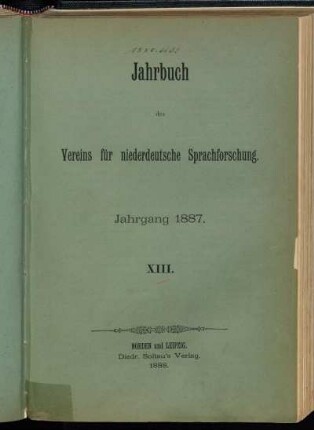 Jahrbuch
des
Vereins für niederdeutsche Sprachforschung.
Jahrgang 1887.
XIII.
NORDEN und LEIPZIG.
Diedr. Soltau's Verlag.
1888.